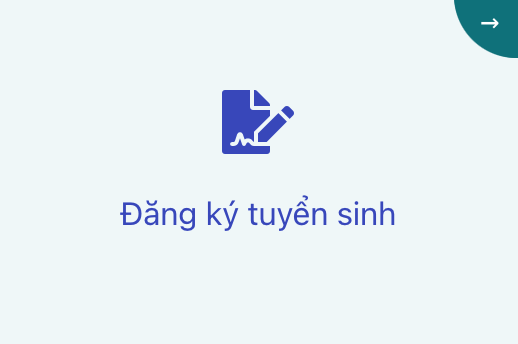 →
Đăng ký tuyển sinh